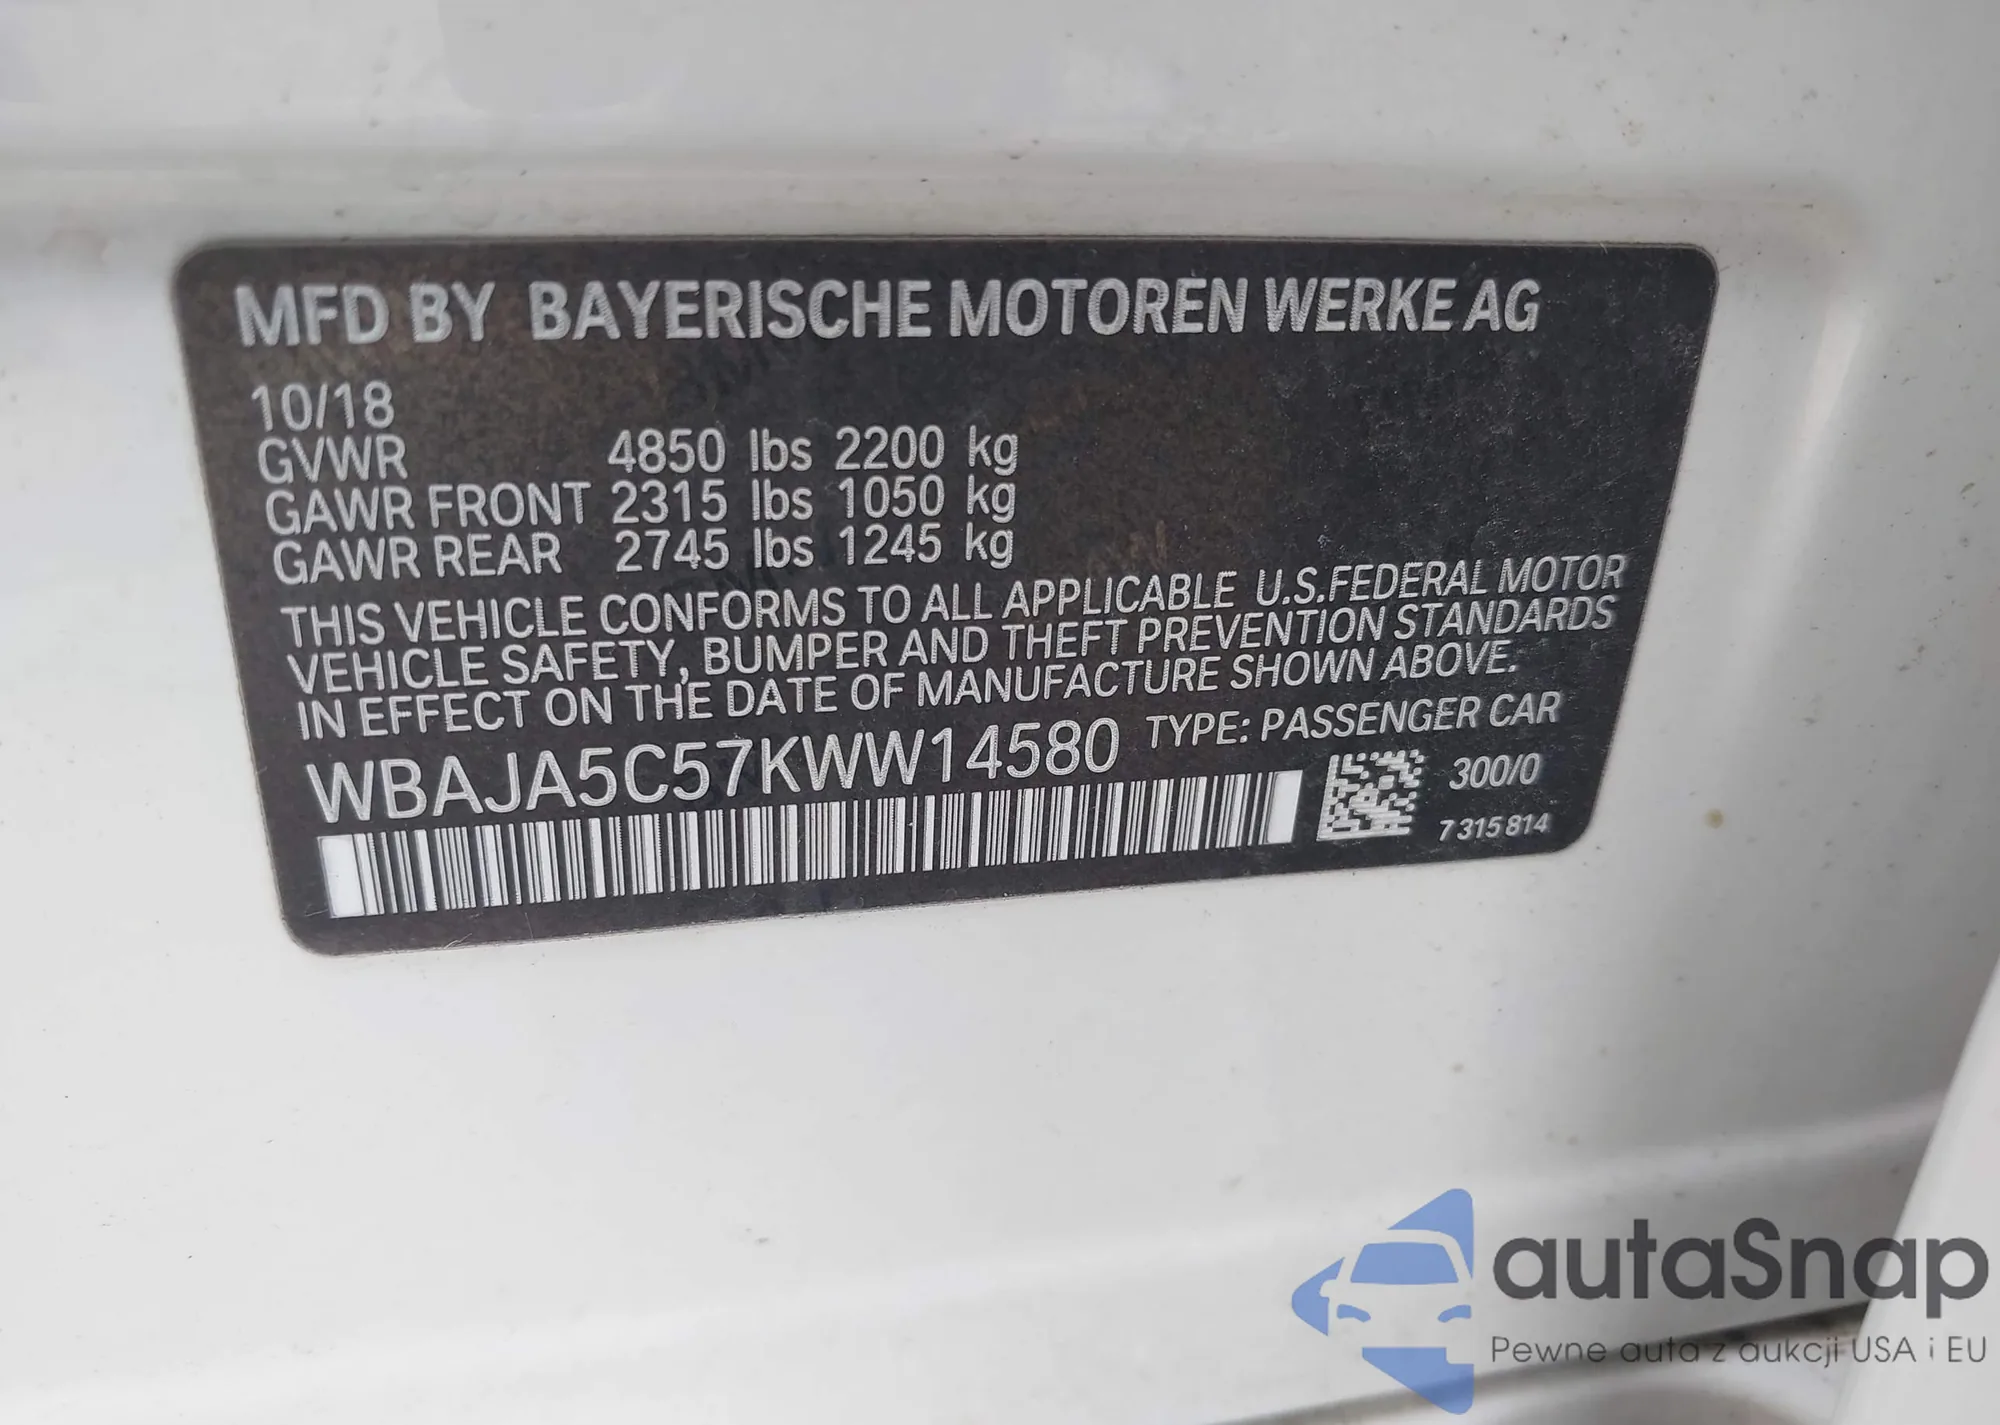 MFD BY BAYERISCHE MOTOREN WERKE AG
10/18
GVWR 4850 lbs 2200 kg
GAWR FRONT 2315 lbs 1050 kg
GAWR REAR 2745 lbs 1245 kg
THIS VEHICLE CONFORMS TO ALL APPLICABLE U.S.FEDERAL MOTOR
VEHICLE SAFETY, BUMPER AND THEFT PREVENTION STANDARDS
IN EFFECT ON THE DATE OF MANUFACTURE SHOWN ABOVE.
WBAJA5C57KWW14580 TYPE: PASSENGER CAR
300/0
7 315 814
autaSnap
Pewne auta z aukcji USA i EU